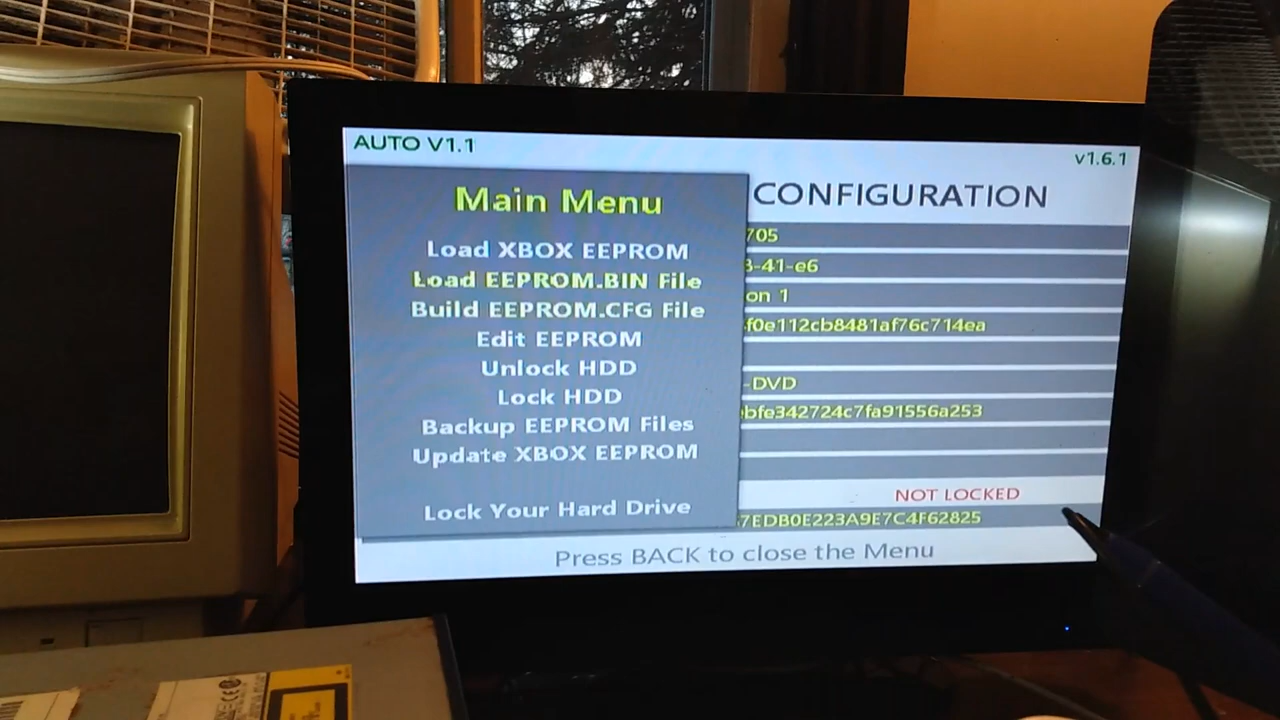 AUTO V1.1
v1.6.1
Main Menu
CONFIGURATION
Load XBOX EEPROM
Load EEPROM.BIN File
Build EEPROM.CFG File
Edit EEPROM
Unlock HDD
Lock HDD
Backup EEPROM Files
Update XBOX EEPROM
Lock Your Hard Drive
705
3-41-e6
on 1
f0e112cb8481af76c714ea
-DVD
bfe342724c7fa91556a253
NOT LOCKED
7EDB0E223A9E7C4F62825
Press BACK to close the Menu